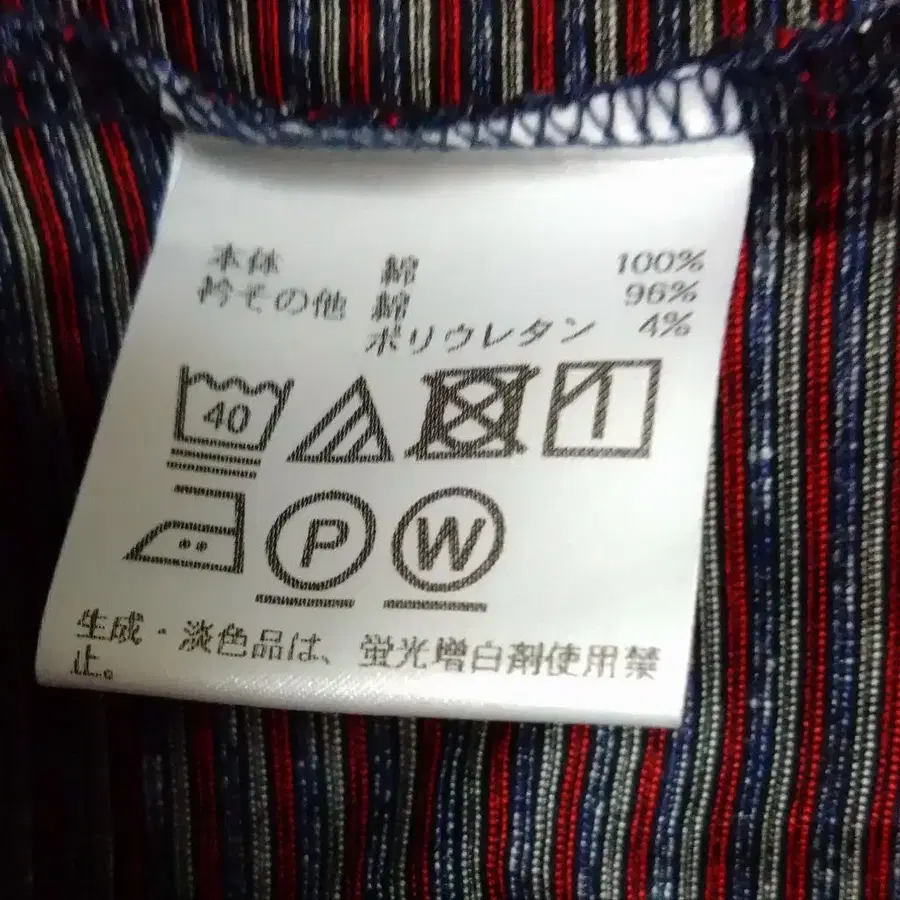 本体 綿 100%
衿その他 綿 96%
ポリウレタン 4%
40
P W
生成・淡色品は、蛍光増白剤使用禁
止。